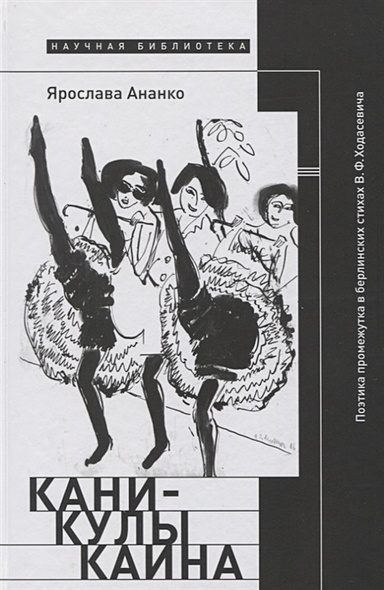 НАУЧНАЯ БИБЛИОТЕКА
Ярослава Ананко
Поэтика промежутка в берлинских стихах В. Ф. Ходасевича
КАНИ-
КУЛЫ
КАИНА